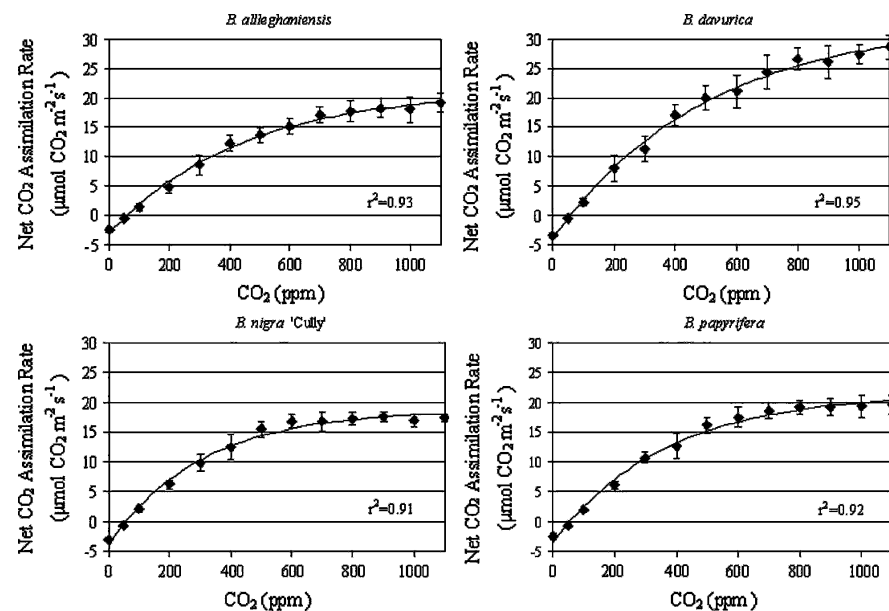 B. allleghaniensis
30
25
20
15
10
5
0
-5
Net CO2 Assimilation Rate
(μmol CO2 m-2 s-1)
r2=0.93
0 200 400 600 800 1000
CO2 (ppm)
B. davurica
30
25
20
15
10
5
0
-5
Net CO2 Assimilation Rate
(μmol CO2 m-2 s-1)
r2=0.95
0 200 400 600 800 1000
CO2 (ppm)
B. nigra 'Cully'
30
25
20
15
10
5
0
-5
Net CO2 Assimilation Rate
(μmol CO2 m-2 s-1)
r2=0.91
0 200 400 600 800 1000
CO2 (ppm)
B. papyrifera
30
25
20
15
10
5
0
-5
Net CO2 Assimilation Rate
(μmol CO2 m-2 s-1)
r2=0.92
0 200 400 600 800 1000
CO2 (ppm)